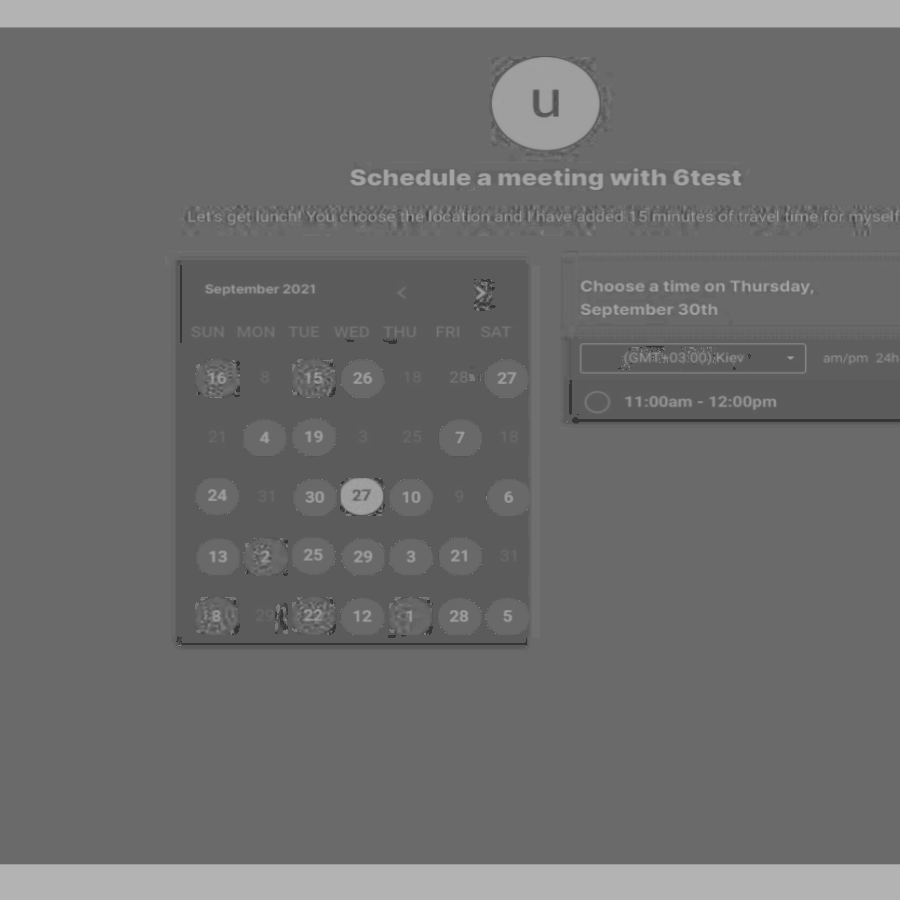 u
Schedule a meeting with 6test
Let's get lunch! You choose the location and I have added 15 minutes of travel time for myself
September 2021
SUN MON TUE WED THU FRI SAT
16 8 15 26 18 28 27
21 4 19 3 25 7 18
24 31 30 27 10 9 6
13 2 25 29 3 21 31
8 29 22 12 1 28 5
Choose a time on Thursday,
September 30th
(GMT+03:00) Kiev am/pm 24h
11:00am - 12:00pm